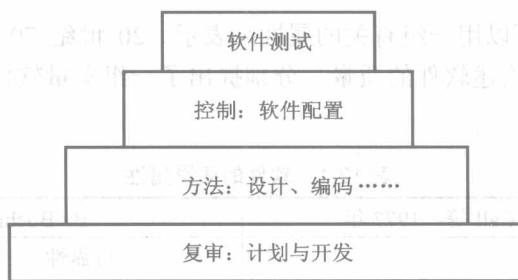 软件测试
控制：软件配置
方法：设计、编码……
复审：计划与开发